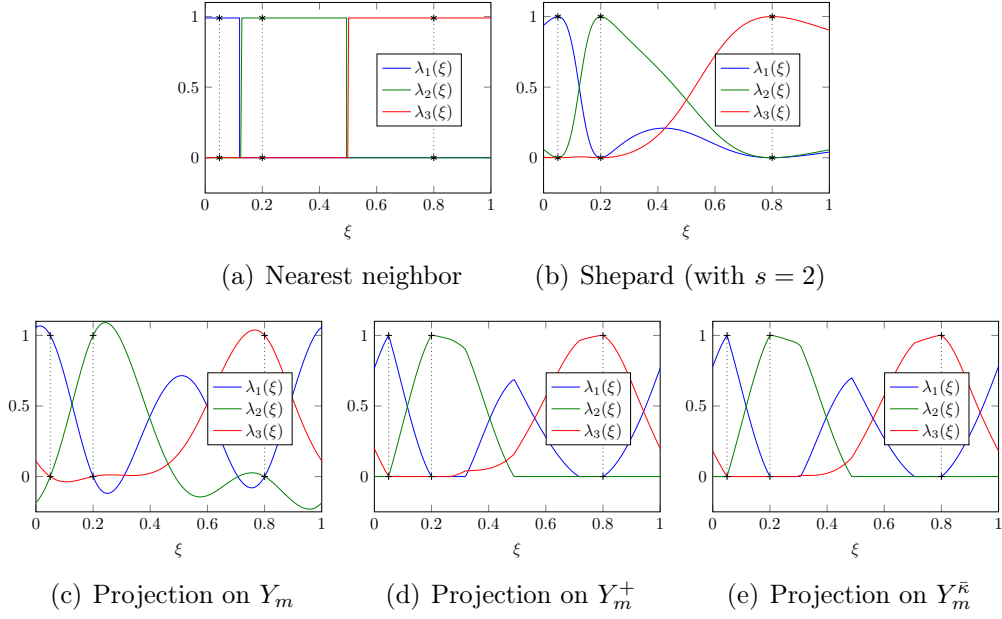 1
0.5
0
0 0.2 0.4 0.6 0.8 1
ξ
λ₁(ξ)
λ₂(ξ)
λ₃(ξ)
(a) Nearest neighbor
1
0.5
0
0 0.2 0.4 0.6 0.8 1
ξ
λ₁(ξ)
λ₂(ξ)
λ₃(ξ)
(b) Shepard (with s = 2)
1
0.5
0
0 0.2 0.4 0.6 0.8 1
ξ
λ₁(ξ)
λ₂(ξ)
λ₃(ξ)
(c) Projection on Yₘ
1
0.5
0
0 0.2 0.4 0.6 0.8 1
ξ
λ₁(ξ)
λ₂(ξ)
λ₃(ξ)
(d) Projection on Yₘ⁺
1
0.5
0
0 0.2 0.4 0.6 0.8 1
ξ
λ₁(ξ)
λ₂(ξ)
λ₃(ξ)
(e) Projection on Yₘ^κ̄